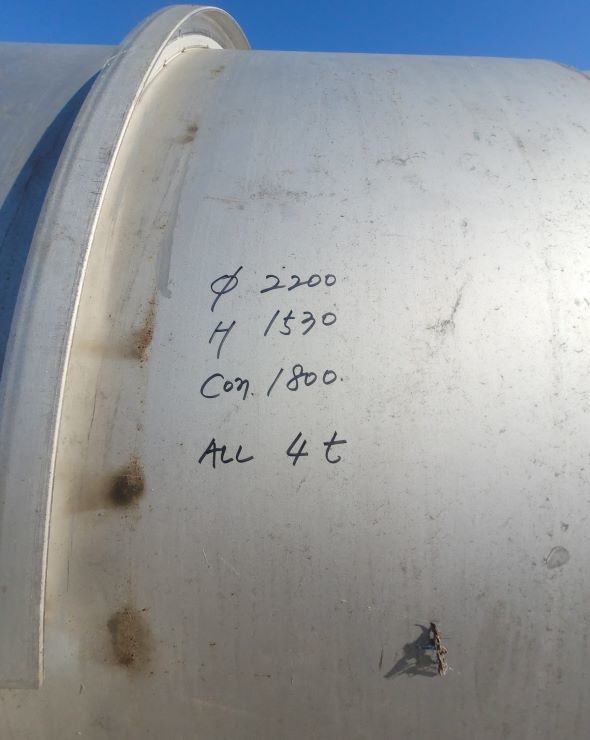 φ 2200
H 1530
Con. 1800.
ALL 4t